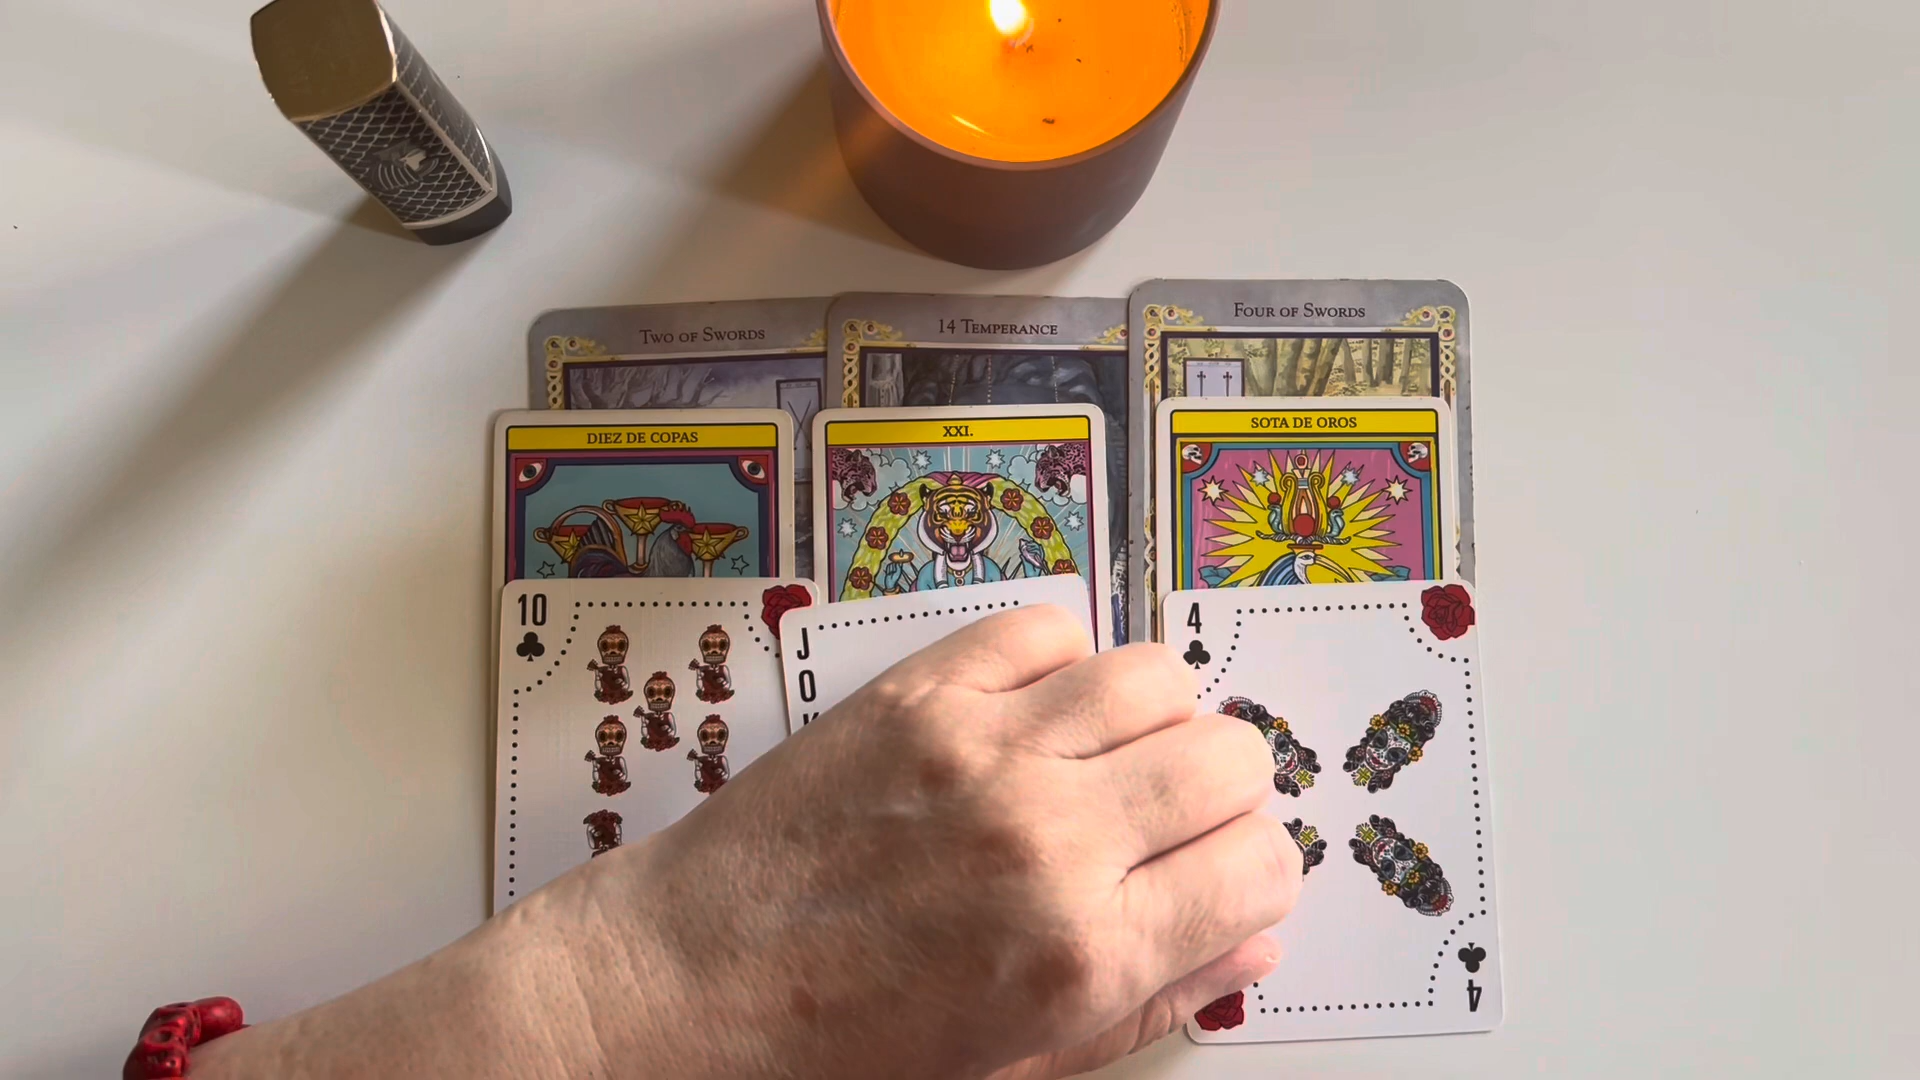 Two of Swords
14 Temperance
Four of Swords
DIEZ DE COPAS
XXI.
SOTA DE OROS
10
J
O
K
4
4